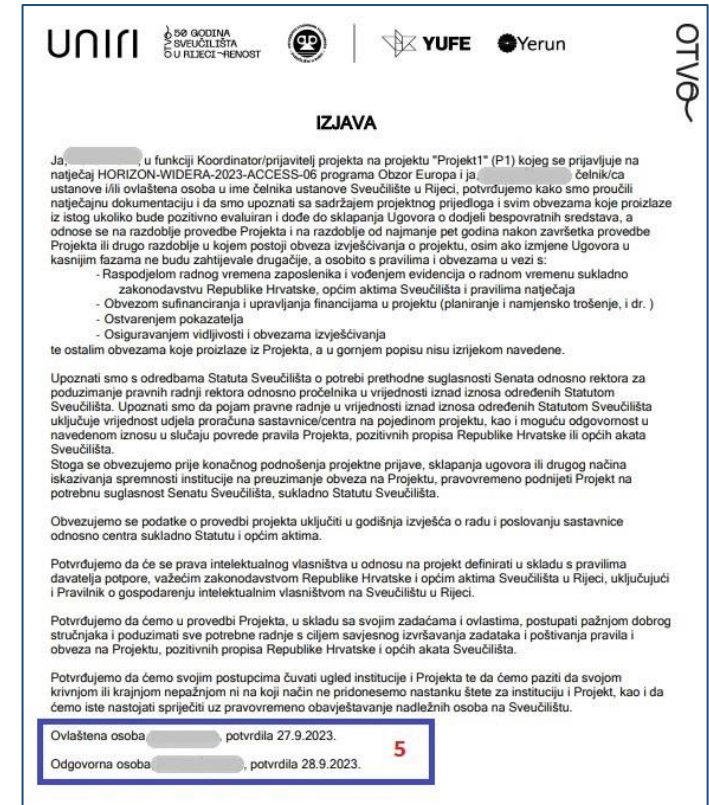 UNIRI
50 GODINA
SVEUČILIŠTA
U RIJECI
RENOST
YUFE
Yerun
OTVO
IZJAVA
Ja, , u funkciji Koordinator/prijavitelj projekta na projektu "Projekt1" (P1) kojeg se prijavljuje na
natječaj HORIZON-WIDERA-2023-ACCESS-06 programa Obzor Europa i ja, čelnik/ca
ustanove i/ili ovlaštena osoba u ime čelnika ustanove Sveučilište u Rijeci, potvrđujemo kako smo proučili
natječajnu dokumentaciju i da smo upoznati sa sadržajem projektnog prijedloga i svim obvezama koje proizlaze
iz istog ukoliko bude pozitivno evaluiran i dođe do sklapanja Ugovora o dodjeli bespovratnih sredstava, a
odnose se na razdoblje provedbe Projekta i na razdoblje od najmanje pet godina nakon završetka provedbe
Projekta ili drugo razdoblje u kojem postoji obveza izvješćivanja o projektu, osim ako izmjene Ugovora u
kasnijim fazama ne budu zahtijevale drugačije, a osobito s pravilima i obvezama u vezi s:
- Raspodjelom radnog vremena zaposlenika i vođenjem evidencija o radnom vremenu sukladno
zakonodavstvu Republike Hrvatske, općim aktima Sveučilišta i pravilima natječaja
- Obvezom sufinanciranja i upravljanja financijama u projektu (planiranje i namjensko trošenje, i dr. )
- Ostvarenjem pokazatelja
- Osiguravanjem vidljivosti i obvezama izvješćivanja
te ostalim obvezama koje proizlaze iz Projekta, a u gornjem popisu nisu izrijekom navedene.
Upoznati smo s odredbama Statuta Sveučilišta o potrebi prethodne suglasnosti Senata odnosno rektora za
poduzimanje pravnih radnji rektora odnosno pročelnika u vrijednosti iznad iznosa određenih Statutom
Sveučilišta. Upoznati smo da pojam pravne radnje u vrijednosti iznad iznosa određenih Statutom Sveučilišta
uključuje vrijednost udjela proračuna sastavnice/centra na pojedinom projektu, kao i moguću odgovornost u
navedenom iznosu u slučaju povrede pravila Projekta, pozitivnih propisa Republike Hrvatske ili općih akata
Sveučilišta.
Stoga se obvezujemo prije konačnog podnošenja projektne prijave, sklapanja ugovora ili drugog načina
iskazivanja spremnosti institucije na preuzimanje obveza na Projektu, pravovremeno podnijeti Projekt na
potrebnu suglasnost Senatu Sveučilišta, sukladno Statutu Sveučilišta.
Obvezujemo se podatke o provedbi projekta uključiti u godišnja izvješća o radu i poslovanju sastavnice
odnosno centra sukladno Statutu i općim aktima.
Potvrđujemo da će se prava intelektualnog vlasništva u odnosu na projekt definirati u skladu s pravilima
davatelja potpore, važećim zakonodavstvom Republike Hrvatske i općim aktima Sveučilišta u Rijeci, uključujući
i Pravilnik o gospodarenju intelektualnim vlasništvom na Sveučilištu u Rijeci.
Potvrđujemo da ćemo u provedbi Projekta, u skladu sa svojim zadaćama i ovlastima, postupati pažnjom dobrog
stručnjaka i poduzimati sve potrebne radnje s ciljem savjesnog izvršavanja zadataka i poštivanja pravila i
obveza na Projektu, pozitivnih propisa Republike Hrvatske i općih akata Sveučilišta.
Potvrđujemo da ćemo svojim postupcima čuvati ugled institucije i Projekta te da ćemo paziti da svojom
krivnjom ili krajnjom nepažnjom ni na koji način ne pridonesemo nastanku štete za instituciju i Projekt, kao i da
ćemo iste nastojati spriječiti uz pravovremeno obavještavanje nadležnih osoba na Sveučilištu.
Ovlaštena osoba , potvrdila 27.9.2023.
5
Odgovorna osoba , potvrdila 28.9.2023.